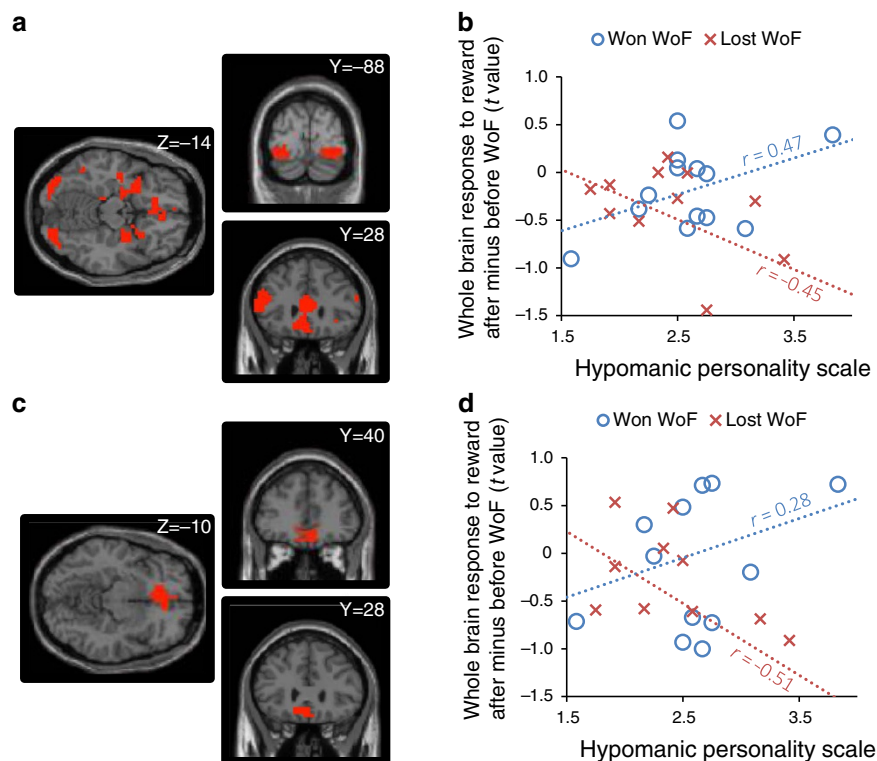 a
Z=−14
Y=−88
Y=28
b
Won WoF Lost WoF
Whole brain response to reward
after minus before WoF (t value)
1.0
0.5
0
−0.5
−1.0
−1.5
r = 0.47
r = −0.45
1.5 2.5 3.5
Hypomanic personality scale
c
Z=−10
Y=40
Y=28
d
Won WoF Lost WoF
Whole brain response to reward
after minus before WoF (t value)
1.0
0.5
0
−0.5
−1.0
−1.5
r = 0.28
r = −0.51
1.5 2.5 3.5
Hypomanic personality scale